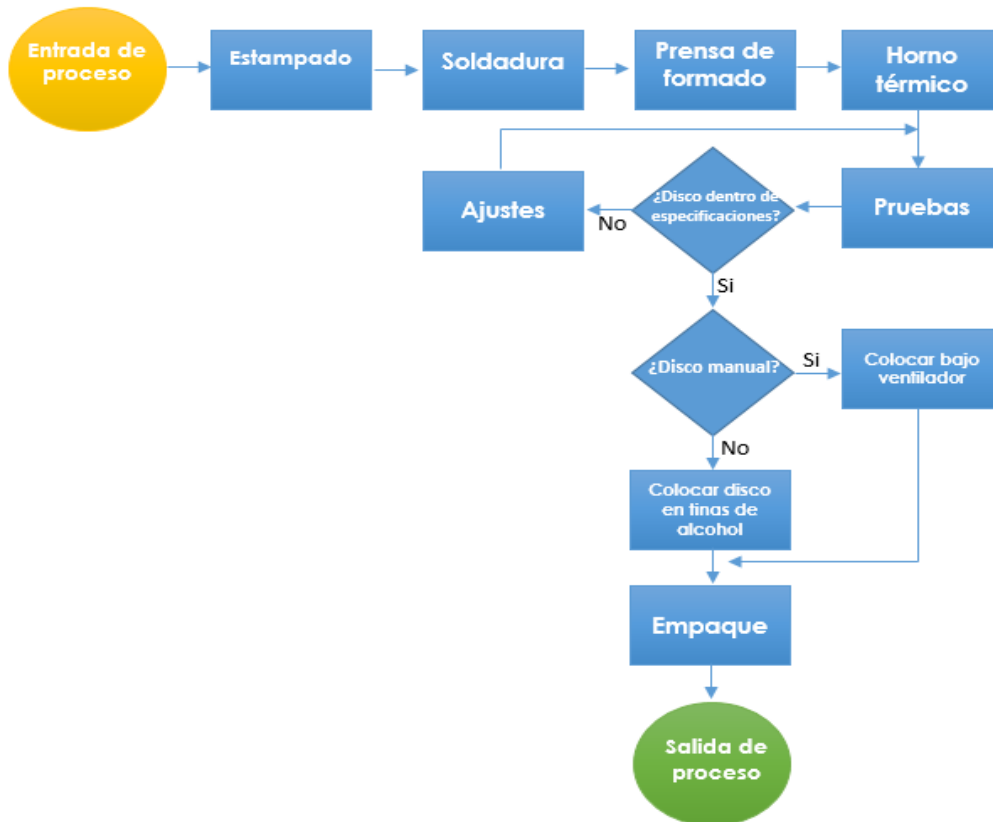 Entrada de
proceso
Estampado
Soldadura
Prensa de
formado
Horno
térmico
Ajustes
No
¿Disco dentro de
especificaciones?
Pruebas
Si
¿Disco manual?
Si
Colocar bajo
ventilador
No
Colocar disco
en tinas de
alcohol
Empaque
Salida de
proceso